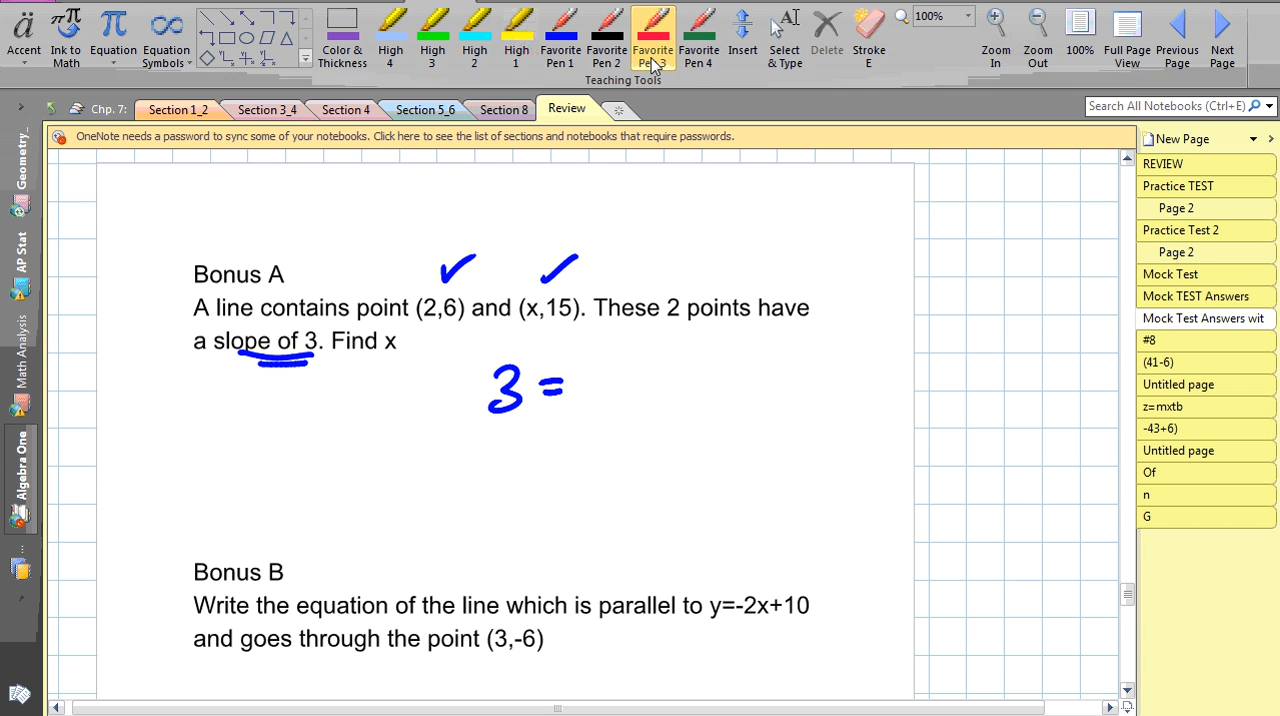 Accent
Ink to Math
Equation
Equation Symbols
Color & Thickness
High 4
High 3
High 2
High 1
Favorite Pen 1
Favorite Pen 2
Favorite Pen 3
Favorite Pen 4
Insert
Select & Type
Delete
Stroke E
100%
Zoom In
Zoom Out
100%
Full Page View
Previous Page
Next Page
Teaching Tools
Chp. 7:
Section 1_2
Section 3_4
Section 4
Section 5_6
Section 8
Review
Search All Notebooks (Ctrl+E)
OneNote needs a password to sync some of your notebooks. Click here to see the list of sections and notebooks that require passwords.
New Page
REVIEW
Practice TEST
Page 2
Practice Test 2
Page 2
Mock Test
Mock TEST Answers
Mock Test Answers wit
#8
(41-6)
Untitled page
z=mxtb
-43+6)
Untitled page
Of
n
G
Geometry...
AP Stat
Math Analysis
Algebra One
Bonus A
A line contains point (2,6) and (x,15). These 2 points have
a slope of 3. Find x
3 =
Bonus B
Write the equation of the line which is parallel to y=-2x+10
and goes through the point (3,-6)